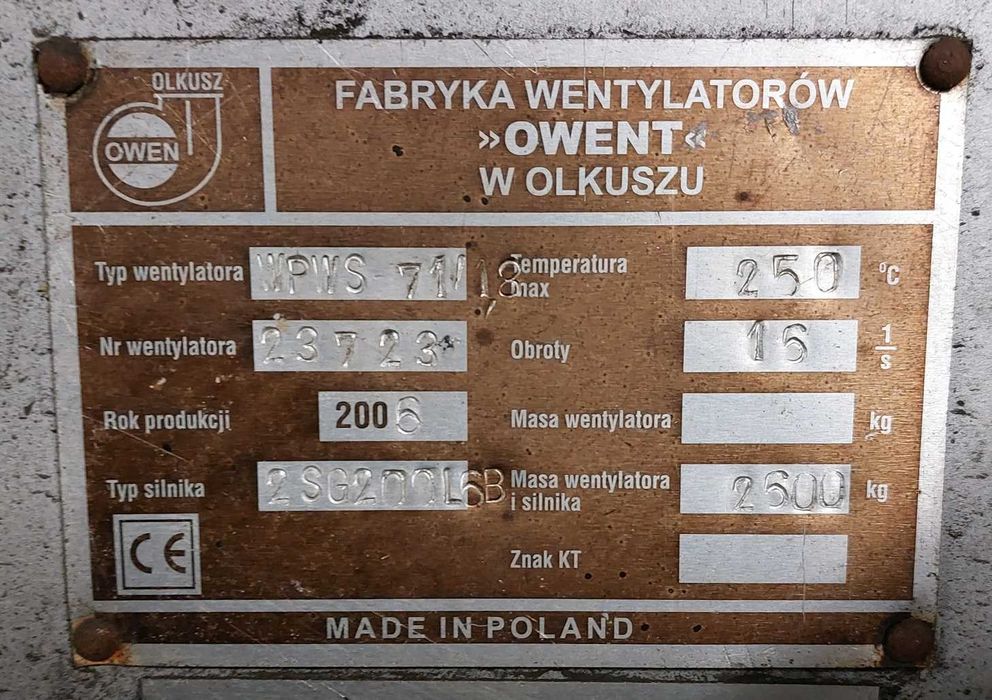 OLKUSZ
OWEN
FABRYKA WENTYLATORÓW
»OWENT«
W OLKUSZU
Typ wentylatora WPWS 71/1,8
Temperatura max 250 °C
Nr wentylatora 23723
Obroty 16 1/s
Rok produkcji 2006
Masa wentylatora kg
Typ silnika 2SG200L6B
Masa wentylatora i silnika 2600 kg
CE
Znak KT
MADE IN POLAND